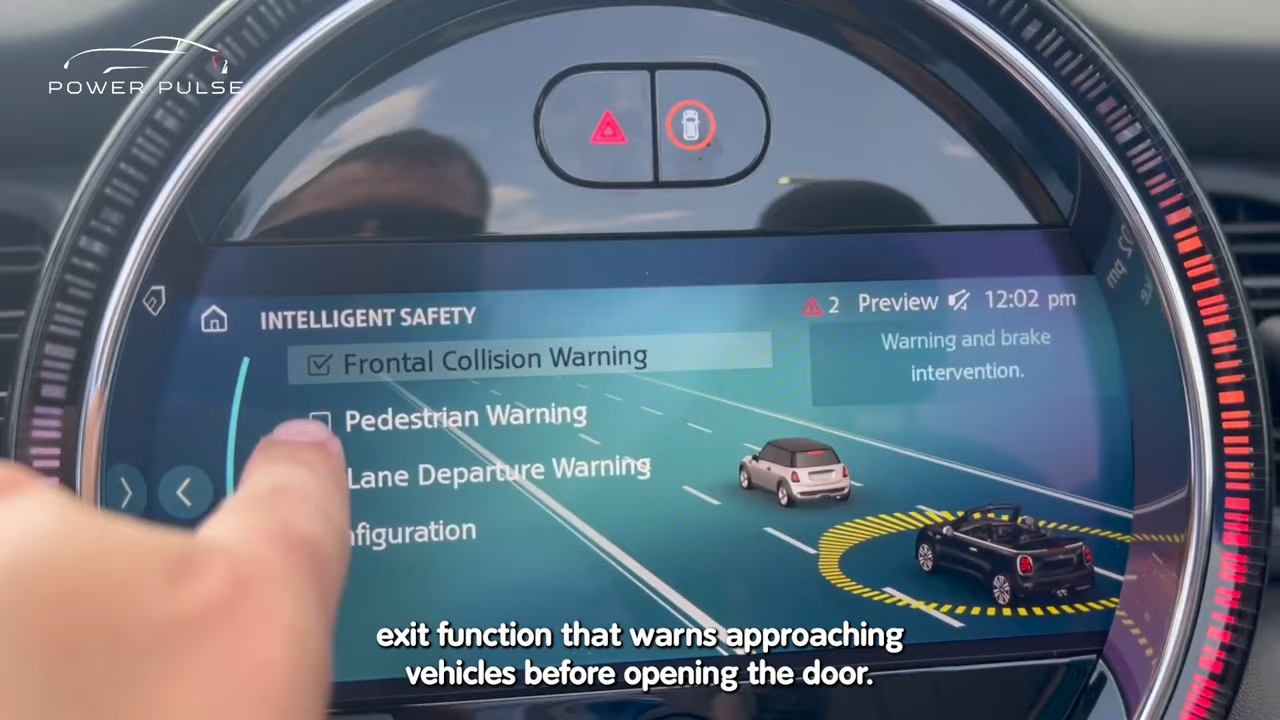 POWER PULSE
INTELLIGENT SAFETY
2 Preview 12:02 pm
Frontal Collision Warning
Warning and brake
intervention.
Pedestrian Warning
Lane Departure Warning
nfiguration
exit function that warns approaching
vehicles before opening the door.